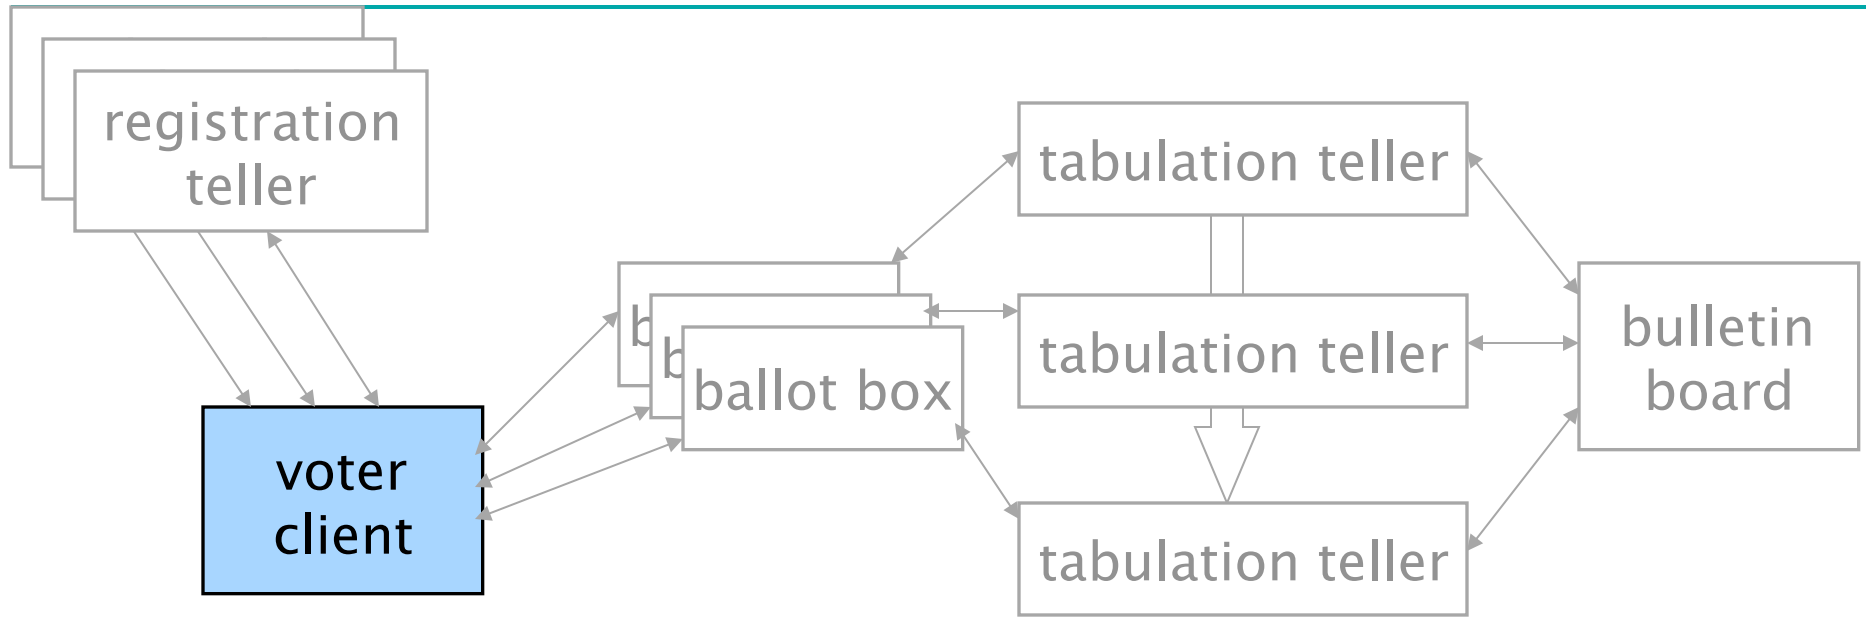 registration
teller
voter
client
b
b
ballot box
tabulation teller
tabulation teller
tabulation teller
bulletin
board